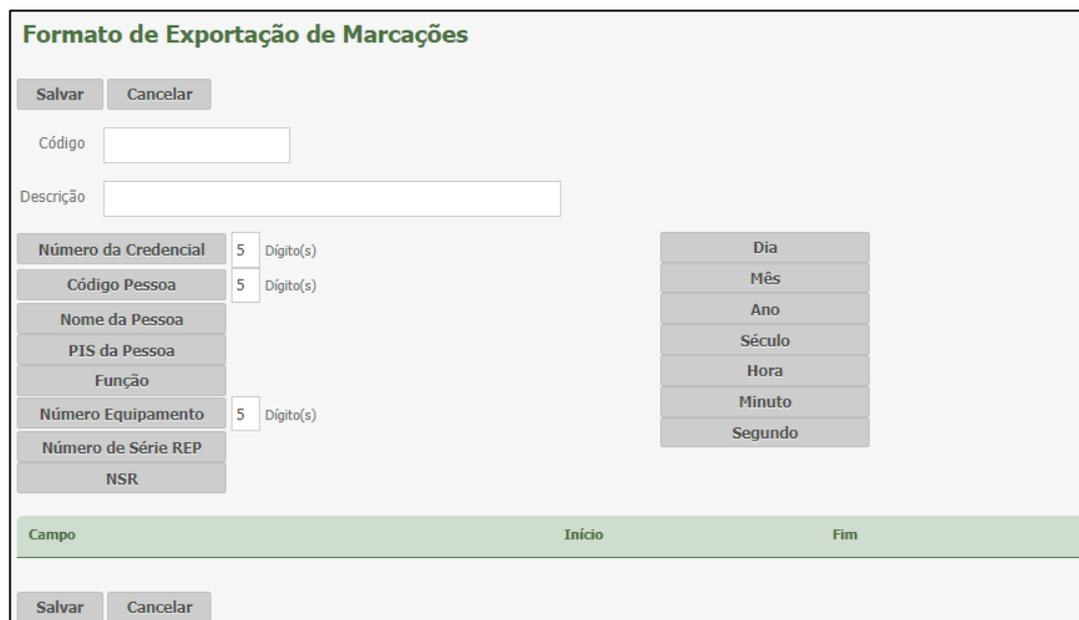 Formato de Exportação de Marcações
Salvar Cancelar
Código
Descrição
Número da Credencial 5 Dígito(s) Dia
Código Pessoa 5 Dígito(s) Mês
Nome da Pessoa Ano
PIS da Pessoa Século
Função Hora
Número Equipamento 5 Dígito(s) Minuto
Número de Série REP Segundo
NSR
Campo Início Fim
Salvar Cancelar